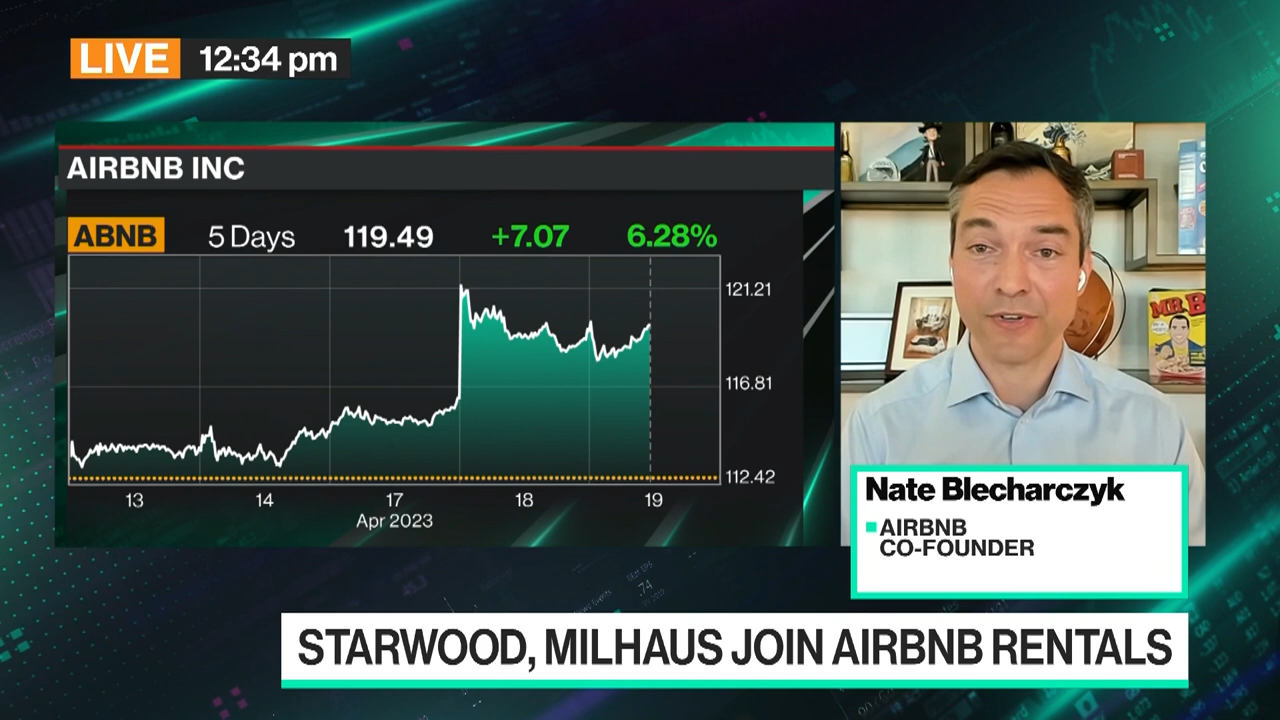 LIVE 12:34 pm
AIRBNB INC
ABNB 5 Days 119.49 +7.07 6.28%
121.21
116.81
112.42
13 14 17 18 19
Apr 2023
MR B
Nate Blecharczyk
AIRBNB
CO-FOUNDER
.74
STARWOOD, MILHAUS JOIN AIRBNB RENTALS